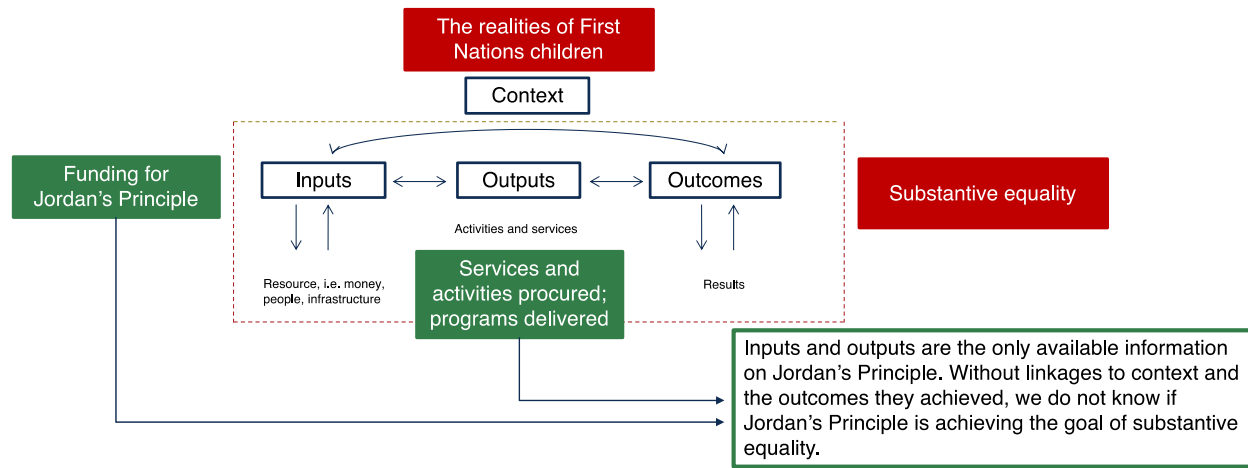 The realities of First
Nations children
Context
Funding for
Jordan’s Principle
Inputs
Outputs
Outcomes
Substantive equality
Activities and services
Resource, i.e. money,
people, infrastructure
Services and
activities procured;
programs delivered
Results
Inputs and outputs are the only available information
on Jordan’s Principle. Without linkages to context and
the outcomes they achieved, we do not know if
Jordan’s Principle is achieving the goal of substantive
equality.